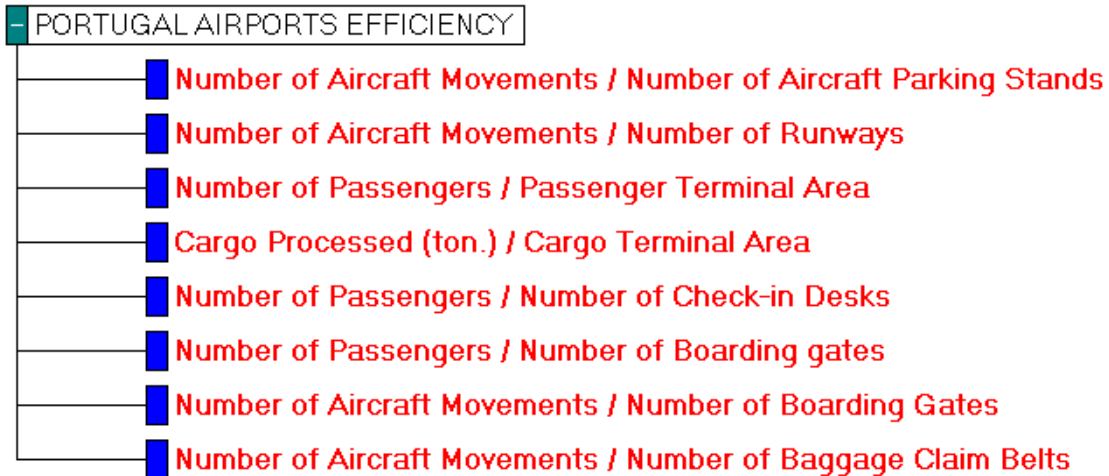 PORTUGAL AIRPORTS EFFICIENCY
Number of Aircraft Movements / Number of Aircraft Parking Stands
Number of Aircraft Movements / Number of Runways
Number of Passengers / Passenger Terminal Area
Cargo Processed (ton.) / Cargo Terminal Area
Number of Passengers / Number of Check-in Desks
Number of Passengers / Number of Boarding gates
Number of Aircraft Movements / Number of Boarding Gates
Number of Aircraft Movements / Number of Baggage Claim Belts